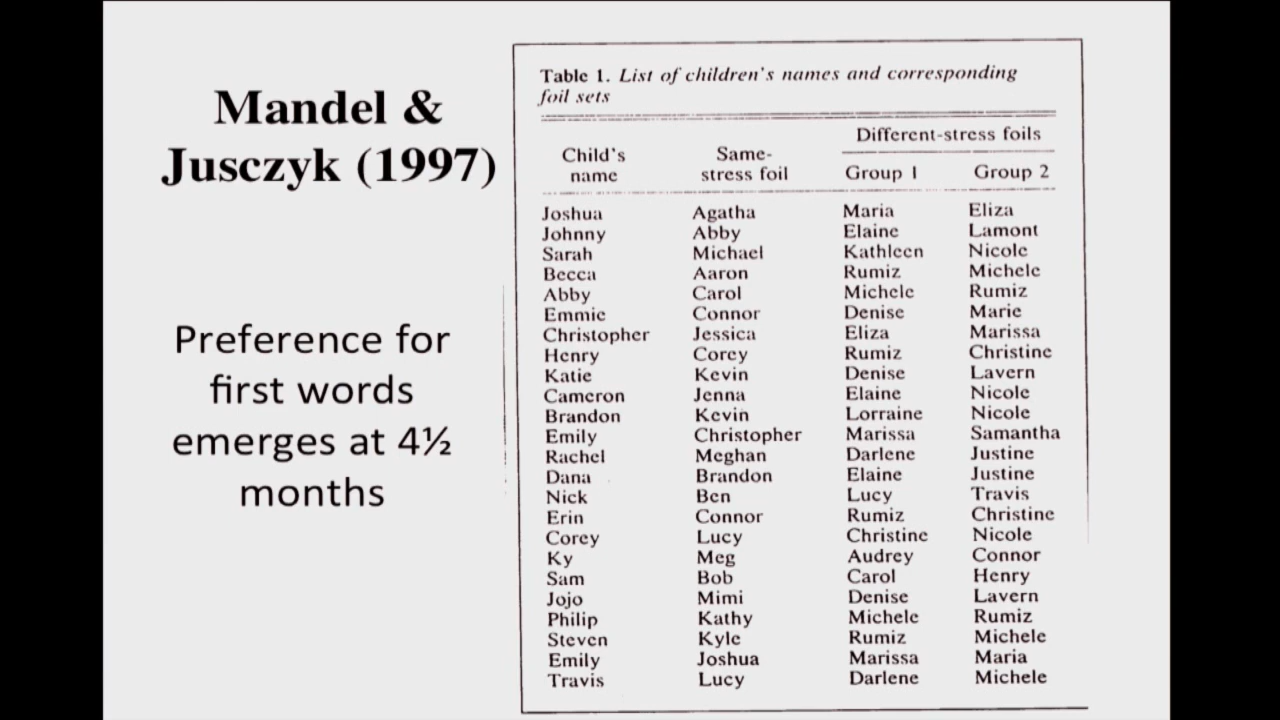 Mandel &
Jusczyk (1997)
Preference for
first words
emerges at 4½
months
Table 1. List of children's names and corresponding
foil sets
Different-stress foils
Child's Same-
name stress foil Group 1 Group 2
Joshua Agatha Maria Eliza
Johnny Abby Elaine Lamont
Sarah Michael Kathleen Nicole
Becca Aaron Rumiz Michele
Abby Carol Michele Rumiz
Emmie Connor Denise Marie
Christopher Jessica Eliza Marissa
Henry Corey Rumiz Christine
Katie Kevin Denise Lavern
Cameron Jenna Elaine Nicole
Brandon Kevin Lorraine Nicole
Emily Christopher Marissa Samantha
Rachel Meghan Darlene Justine
Dana Brandon Elaine Justine
Nick Ben Lucy Travis
Erin Connor Rumiz Christine
Corey Lucy Christine Nicole
Ky Meg Audrey Connor
Sam Bob Carol Henry
Jojo Mimi Denise Lavern
Philip Kathy Michele Rumiz
Steven Kyle Rumiz Michele
Emily Joshua Marissa Maria
Travis Lucy Darlene Michele